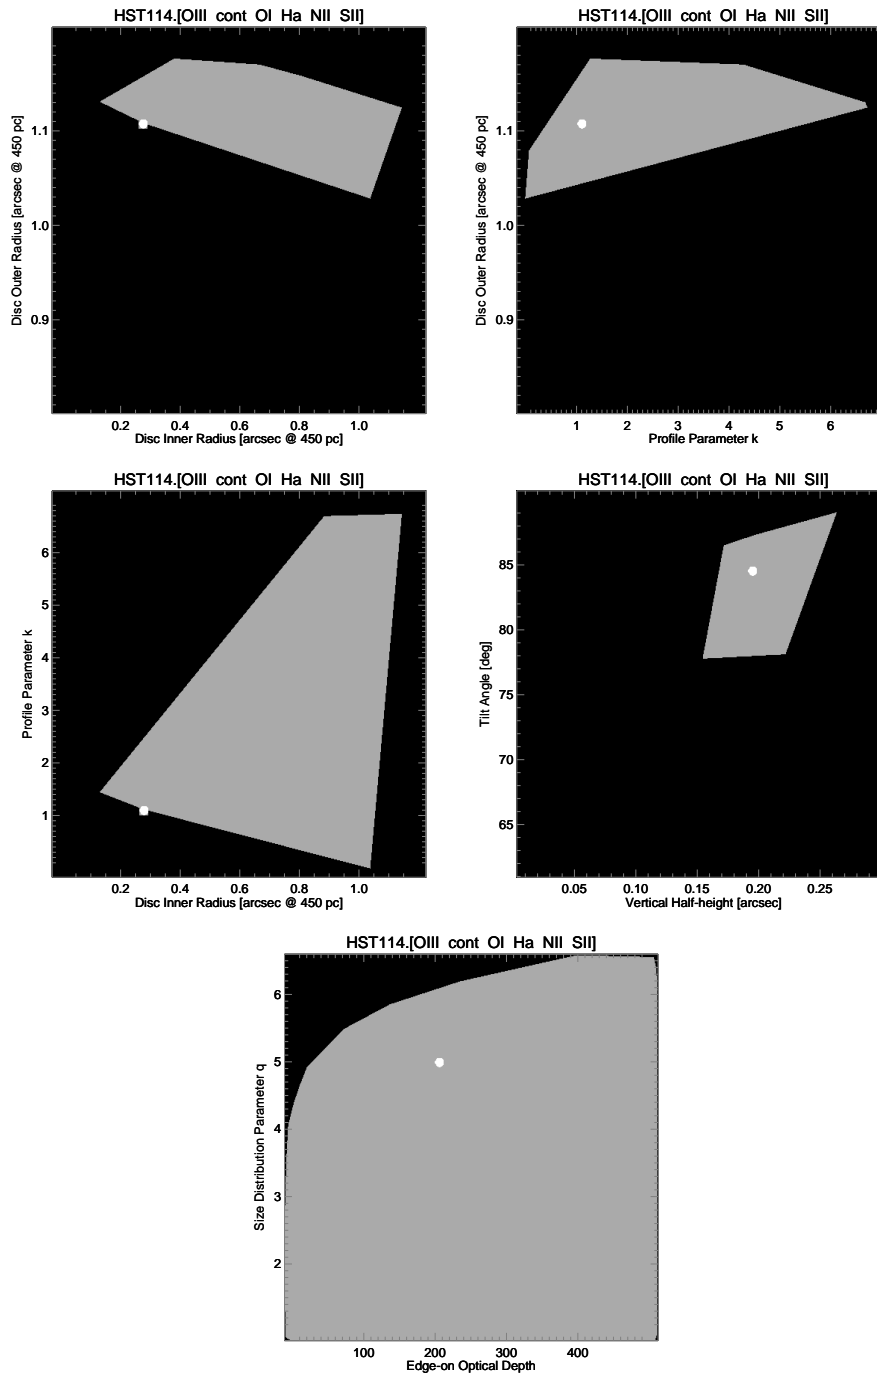 HST114.[OIII cont OI Ha NII SII]
Disc Outer Radius [arcsec @ 450 pc]
1.1
1.0
0.9
0.2 0.4 0.6 0.8 1.0
Disc Inner Radius [arcsec @ 450 pc]
HST114.[OIII cont OI Ha NII SII]
Disc Outer Radius [arcsec @ 450 pc]
1.1
1.0
0.9
1 2 3 4 5 6
Profile Parameter k
HST114.[OIII cont OI Ha NII SII]
Profile Parameter k
6
5
4
3
2
1
0.2 0.4 0.6 0.8 1.0
Disc Inner Radius [arcsec @ 450 pc]
HST114.[OIII cont OI Ha NII SII]
Tilt Angle [deg]
85
80
75
70
65
0.05 0.10 0.15 0.20 0.25
Vertical Half-height [arcsec]
HST114.[OIII cont OI Ha NII SII]
Size Distribution Parameter q
6
5
4
3
2
100 200 300 400
Edge-on Optical Depth